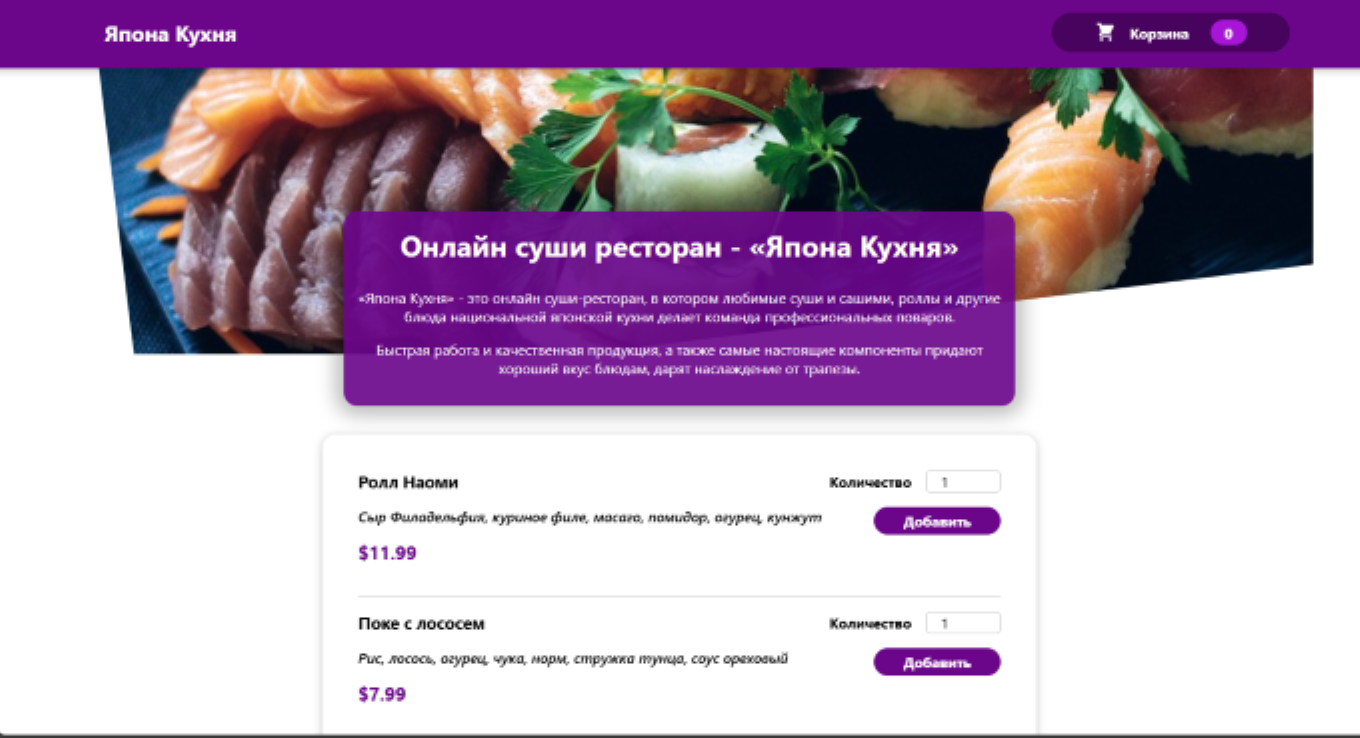 Япона Кухня
Корзина 0
Онлайн суши ресторан - «Япона Кухня»
«Япона Кухня» - это онлайн суши-ресторан, в котором любимые суши и сашими, роллы и другие
блюда национальной японской кухни делает команда профессиональных поваров.
Быстрая работа и качественная продукция, а также самые настоящие компоненты придают
хороший вкус блюдам, дарят наслаждение от трапезы.
Ролл Наоми
Количество 1
Сыр Филадельфия, куриное филе, масаго, помидор, огурец, кунжут
Добавить
$11.99
Поке с лососем
Количество 1
Рис, лосось, огурец, чука, нори, стружка тунца, соус ореховый
Добавить
$7.99